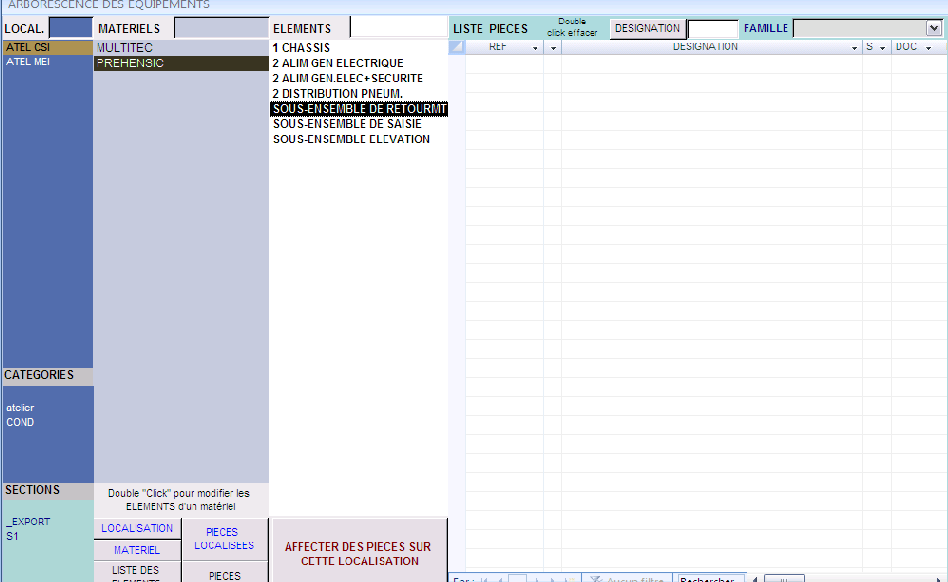 ARBORESCENCE DES EQUIPEMENTS
LOCAL. MATERIELS ELEMENTS LISTE PIECES Double click effacer DESIGNATION FAMILLE
REF DESIGNATION S DOC
ATEL CSI
ATEL MEI
MULTITEC
PREHENSIC
1 CHASSIS
2 ALIM GEN ELECTRIQUE
2 ALIM GEN.ELEC+SECURITE
2 DISTRIBUTION PNEUM.
SOUS-ENSEMBLE DE RETOURMT
SOUS-ENSEMBLE DE SAISIE
SOUS-ENSEMBLE ELEVATION
CATEGORIES
atelier
COND
SECTIONS
_EXPORT
S1
Double "Click" pour modifier les
ELEMENTS d'un matériel
LOCALISATION
MATERIEL
LISTE DES
ELEMENTS
PIECES
LOCALISEES
PIECES
AFFECTER DES PIECES SUR
CETTE LOCALISATION
Aucun filtre Rechercher